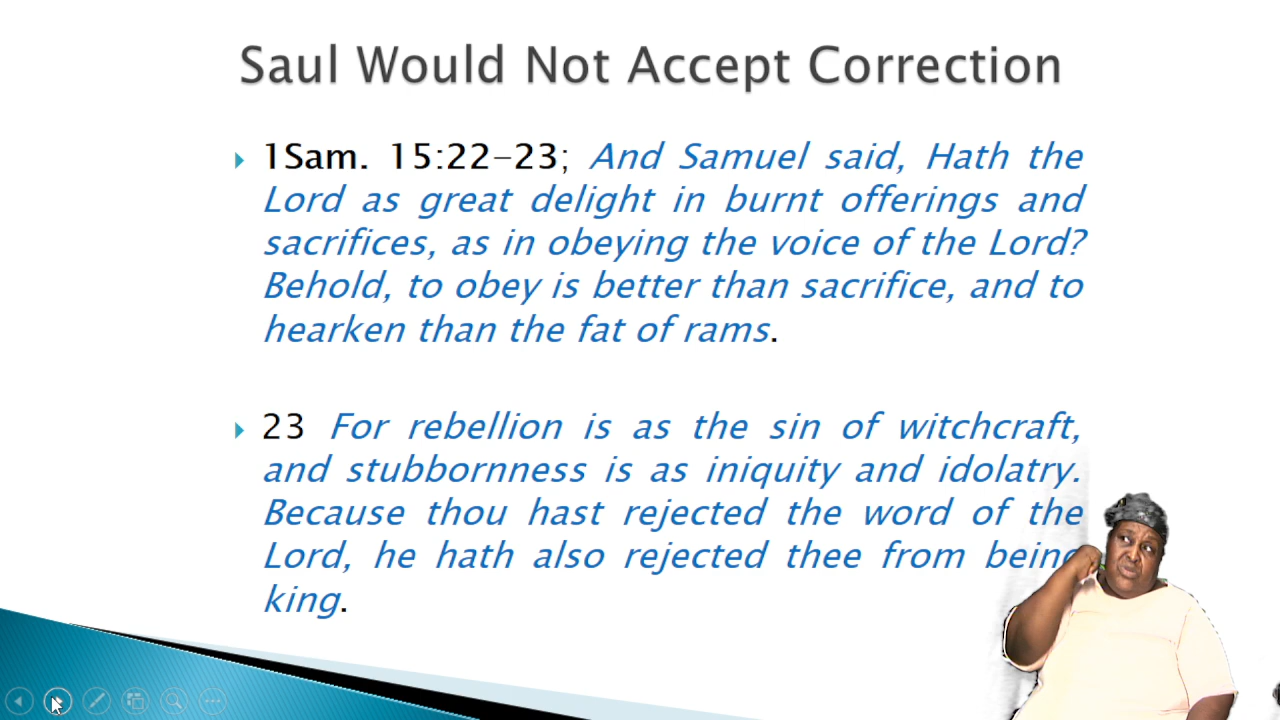 Saul Would Not Accept Correction
1Sam. 15:22-23; And Samuel said, Hath the
Lord as great delight in burnt offerings and
sacrifices, as in obeying the voice of the Lord?
Behold, to obey is better than sacrifice, and to
hearken than the fat of rams.
23 For rebellion is as the sin of witchcraft,
and stubbornness is as iniquity and idolatry.
Because thou hast rejected the word of the
Lord, he hath also rejected thee from being
king.